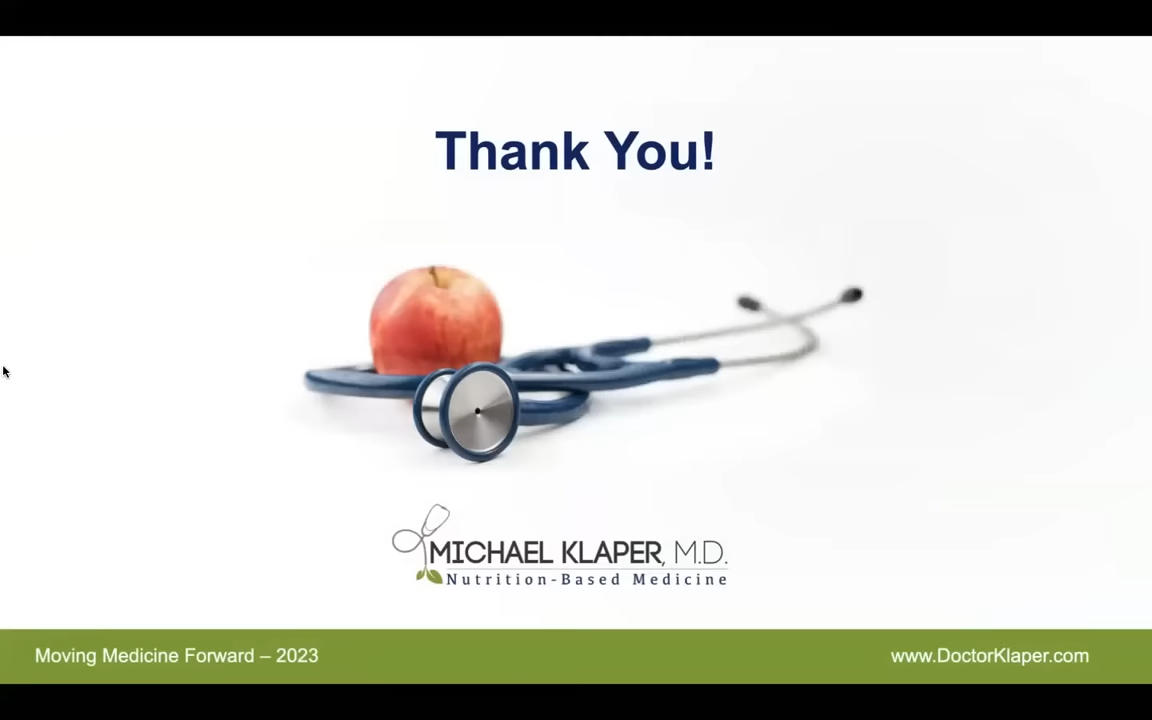 Thank You!
MICHAEL KLAPER, M.D.
Nutrition-Based Medicine
Moving Medicine Forward – 2023
www.DoctorKlaper.com